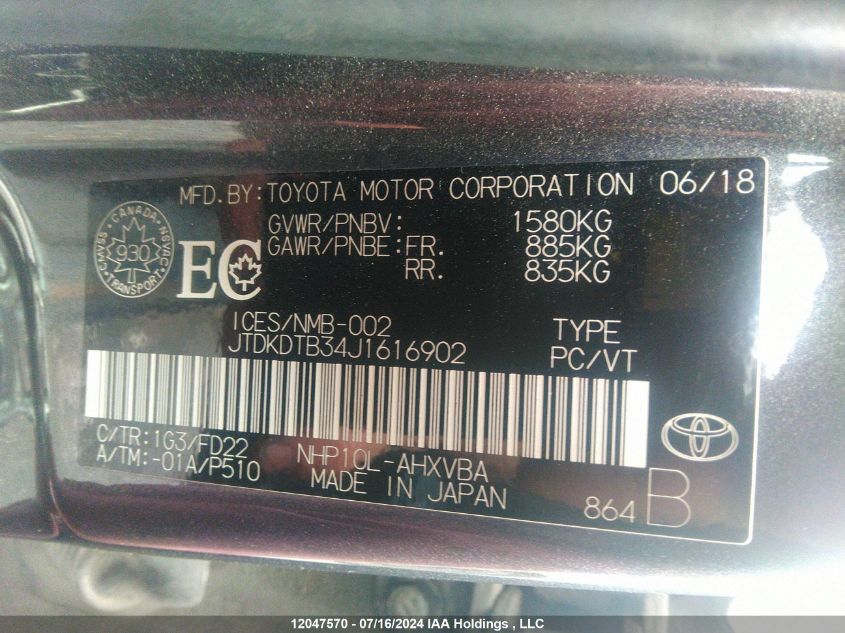 MFD.BY:TOYOTA MOTOR CORPORATION 06/18
GVWR/PNBV: 1580KG
GAWR/PNBE:FR. 885KG
RR. 835KG
CANADA
CMVSS 930 NSVAC
TRANSPORT
EC
ICES/NMB-002
JTDKDTB34J1616902
TYPE
PC/VT
C/TR:1G3/FD22
A/TM:-01A/P510
NHP10L-AHXVBA
MADE IN JAPAN
864 B
12047570 - 07/16/2024 IAA Holdings , LLC